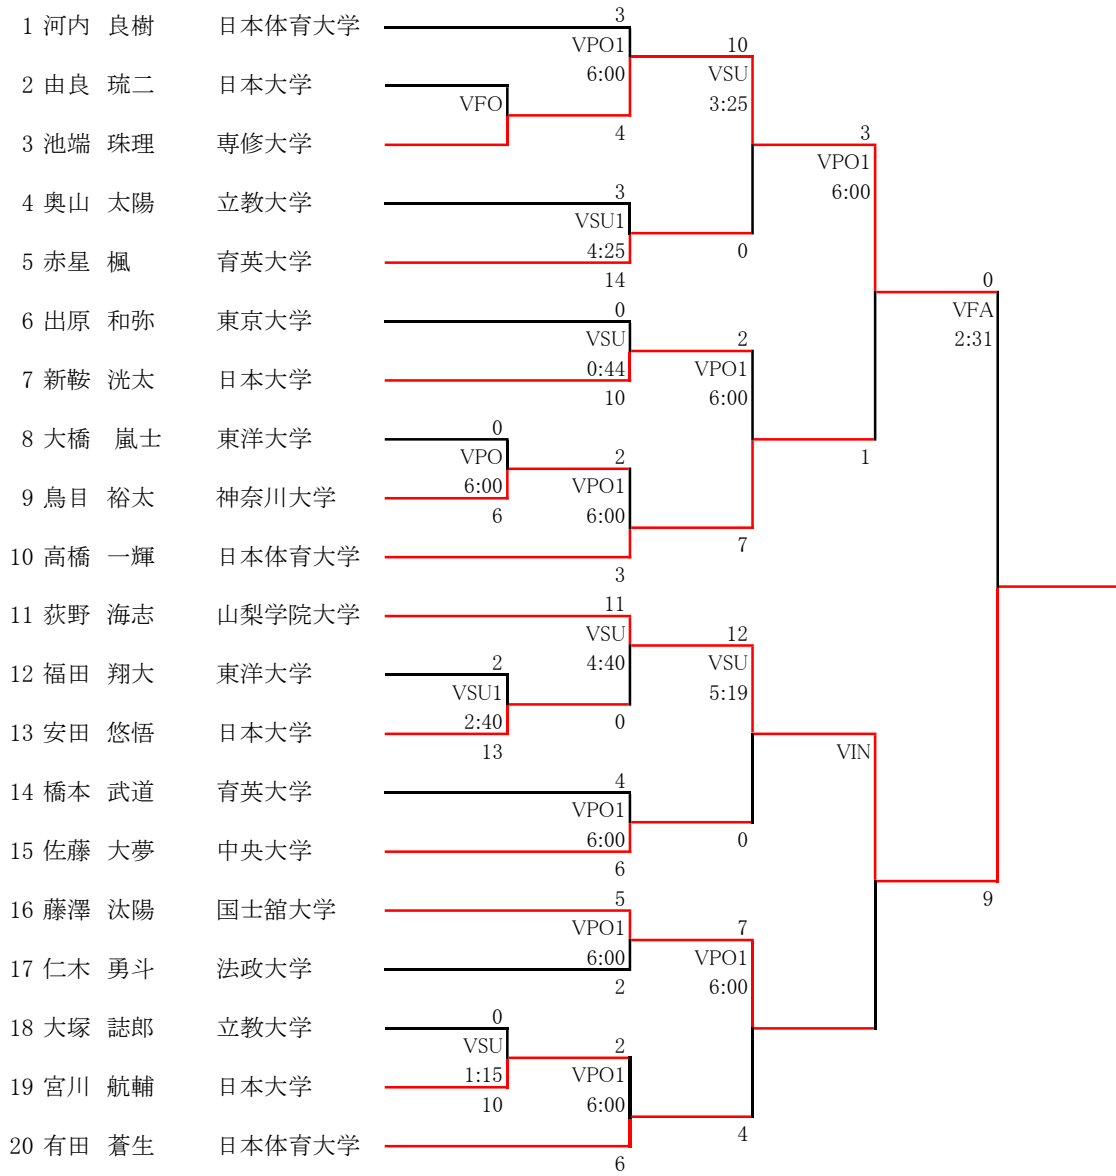 3
1 河内 良樹 日本体育大学
VPO1 10
6:00 VSU
2 由良 琉二 日本大学
VFO 3:25
4 3
3 池端 珠理 専修大学
VPO1
3 6:00
4 奥山 太陽 立教大学
VSU1
4:25 0
5 赤星 楓 育英大学
14 0
0 VFA
6 出原 和弥 東京大学
VSU 2 2:31
0:44 VPO1
7 新鞍 洸太 日本大学
10 6:00
0
8 大橋 嵐士 東洋大学
VPO 2 1
6:00 VPO1
9 鳥目 裕太 神奈川大学
6 6:00
7
10 高橋 一輝 日本体育大学
3
11
11 荻野 海志 山梨学院大学
VSU 12
2 4:40 VSU
12 福田 翔大 東洋大学
VSU1 5:19
2:40 0
13 安田 悠悟 日本大学
13 VIN
4
14 橋本 武道 育英大学
VPO1
6:00 0
15 佐藤 大夢 中央大学
6
5 9
16 藤澤 汰陽 国士舘大学
VPO1 7
6:00 VPO1
17 仁木 勇斗 法政大学
2 6:00
0
18 大塚 誌郎 立教大学
VSU 2
1:15 VPO1
19 宮川 航輔 日本大学
10 6:00
4
20 有田 蒼生 日本体育大学
6